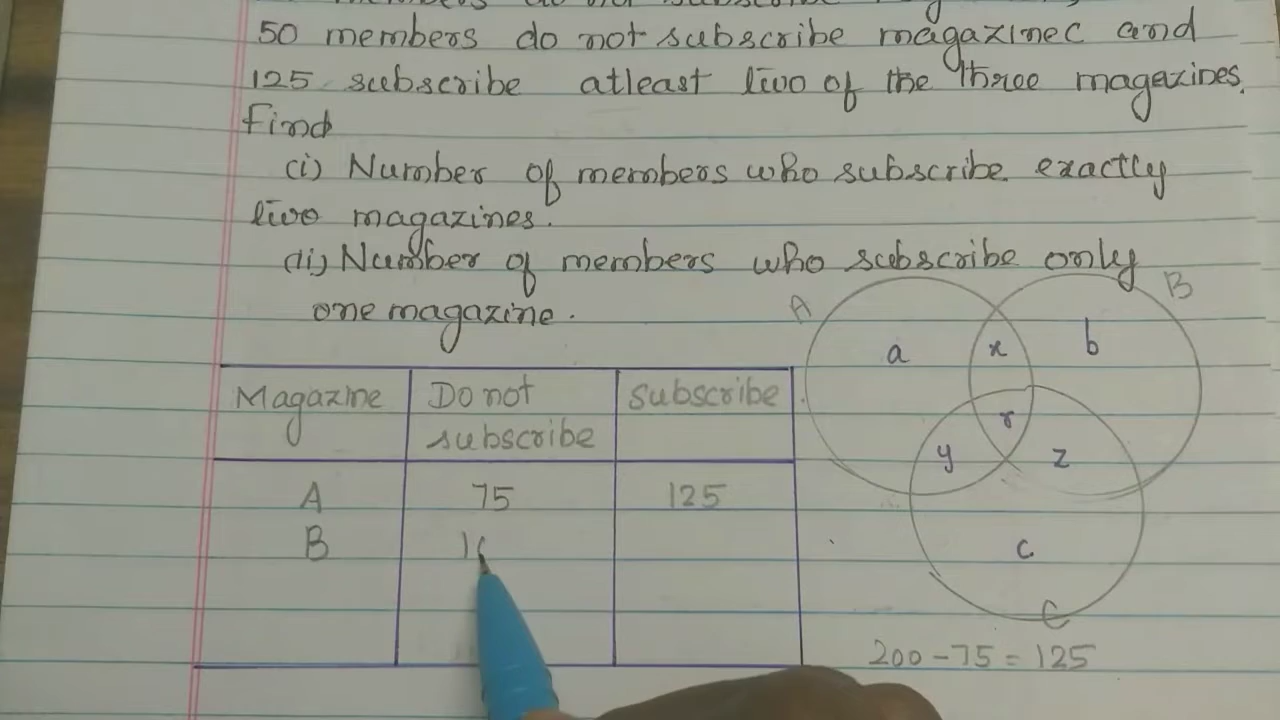 50 members do not subscribe magazinec and
125 subscribe atleast two of the three magazines.
Find
(i) Number of members who subscribe exactly
two magazines.
(ii) Number of members who subscribe only
one magazine.
A B
a x b
y r z
c
C
Magazine Do not subscribe
subscribe
A 75 125
B
200 - 75 = 125